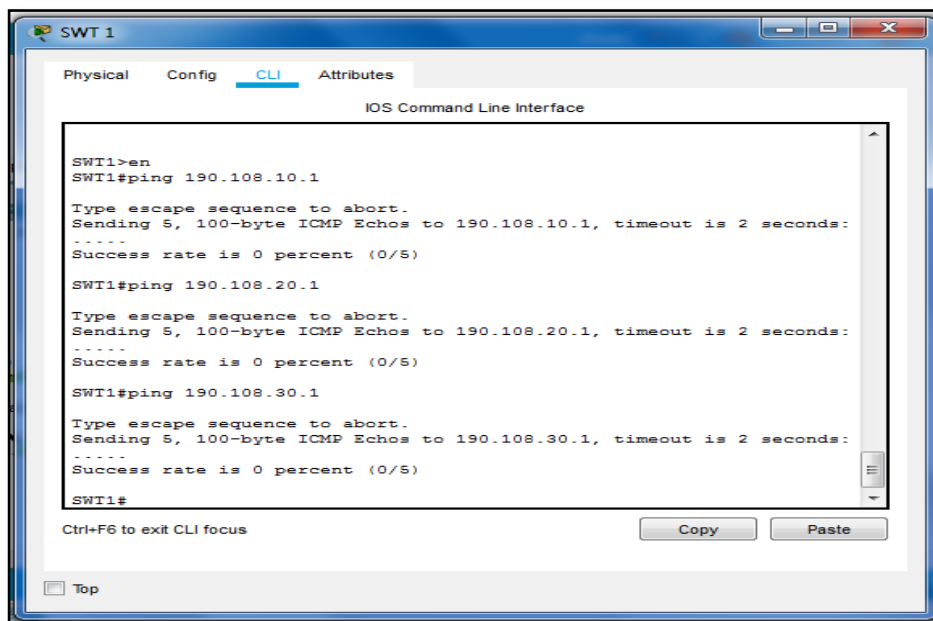 SWT 1
Physical Config CLI Attributes
IOS Command Line Interface
SWT1>en
SWT1#ping 190.108.10.1
Type escape sequence to abort.
Sending 5, 100-byte ICMP Echos to 190.108.10.1, timeout is 2 seconds:
.....
Success rate is 0 percent (0/5)
SWT1#ping 190.108.20.1
Type escape sequence to abort.
Sending 5, 100-byte ICMP Echos to 190.108.20.1, timeout is 2 seconds:
.....
Success rate is 0 percent (0/5)
SWT1#ping 190.108.30.1
Type escape sequence to abort.
Sending 5, 100-byte ICMP Echos to 190.108.30.1, timeout is 2 seconds:
.....
Success rate is 0 percent (0/5)
SWT1#
Ctrl+F6 to exit CLI focus
Copy Paste
Top